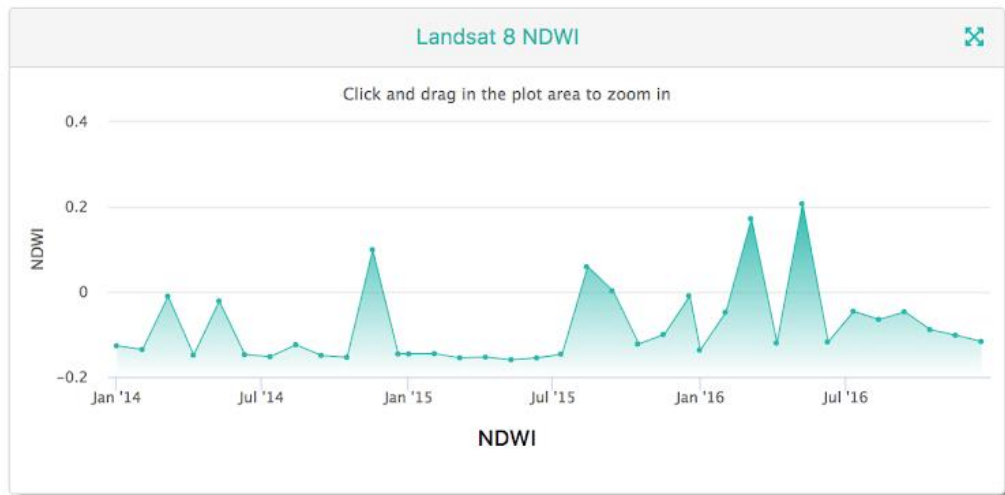 Landsat 8 NDWI
Click and drag in the plot area to zoom in
0.4
0.2
0
−0.2
NDWI
Jan '14 Jul '14 Jan '15 Jul '15 Jan '16 Jul '16
NDWI